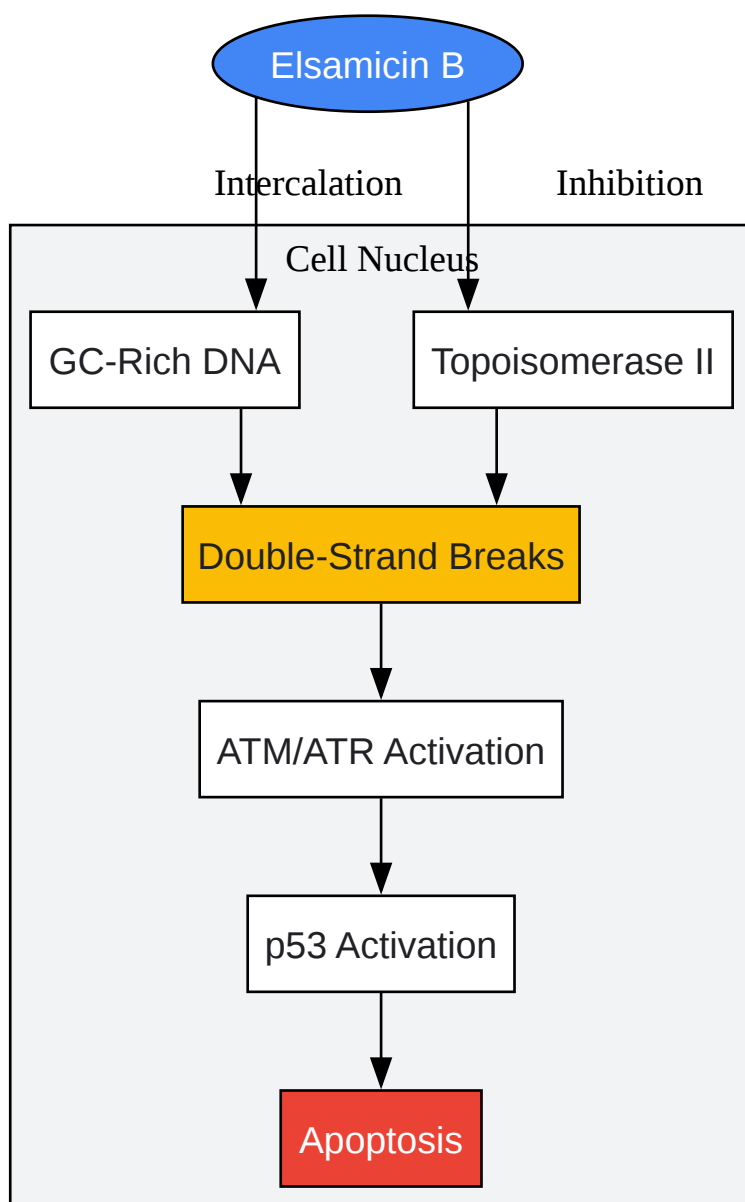 Elsamicin B
Intercalation
Inhibition
Cell Nucleus
GC-Rich DNA
Topoisomerase II
Double-Strand Breaks
ATM/ATR Activation
p53 Activation
Apoptosis